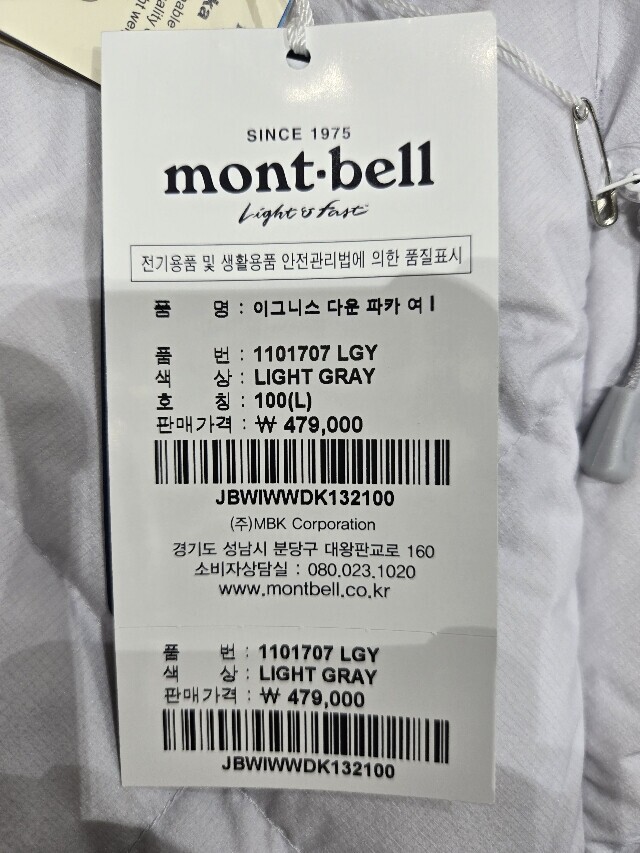 ka
nable
ality
SINCE 1975
mont·bell
Light & Fast
전기용품 및 생활용품 안전관리법에 의한 품질표시
품 명 : 이그니스 다운 파카 여 I
품 번 : 1101707 LGY
색 상 : LIGHT GRAY
호 칭 : 100(L)
판매가격 : ₩ 479,000
JBWIWWDK132100
(주)MBK Corporation
경기도 성남시 분당구 대왕판교로 160
소비자상담실 : 080.023.1020
www.montbell.co.kr
품 번 : 1101707 LGY
색 상 : LIGHT GRAY
판매가격 : ₩ 479,000
JBWIWWDK132100